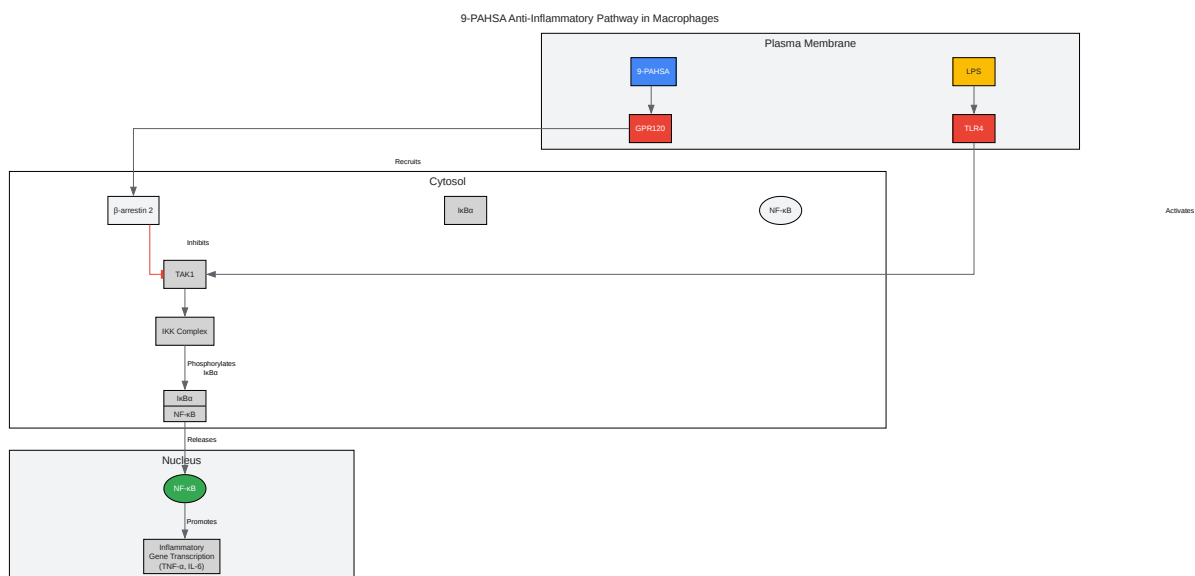 9-PAHSA Anti-Inflammatory Pathway in Macrophages
Plasma Membrane
9-PAHSA
LPS
GPR120
TLR4
Recruits
Cytosol
β-arrestin 2
IκBα
NF-κB
Activates
Inhibits
TAK1
IKK Complex
Phosphorylates
IκBα
IκBα
NF-κB
Releases
Nucleus
NF-κB
Promotes
Inflammatory
Gene Transcription
(TNF-α, IL-6)